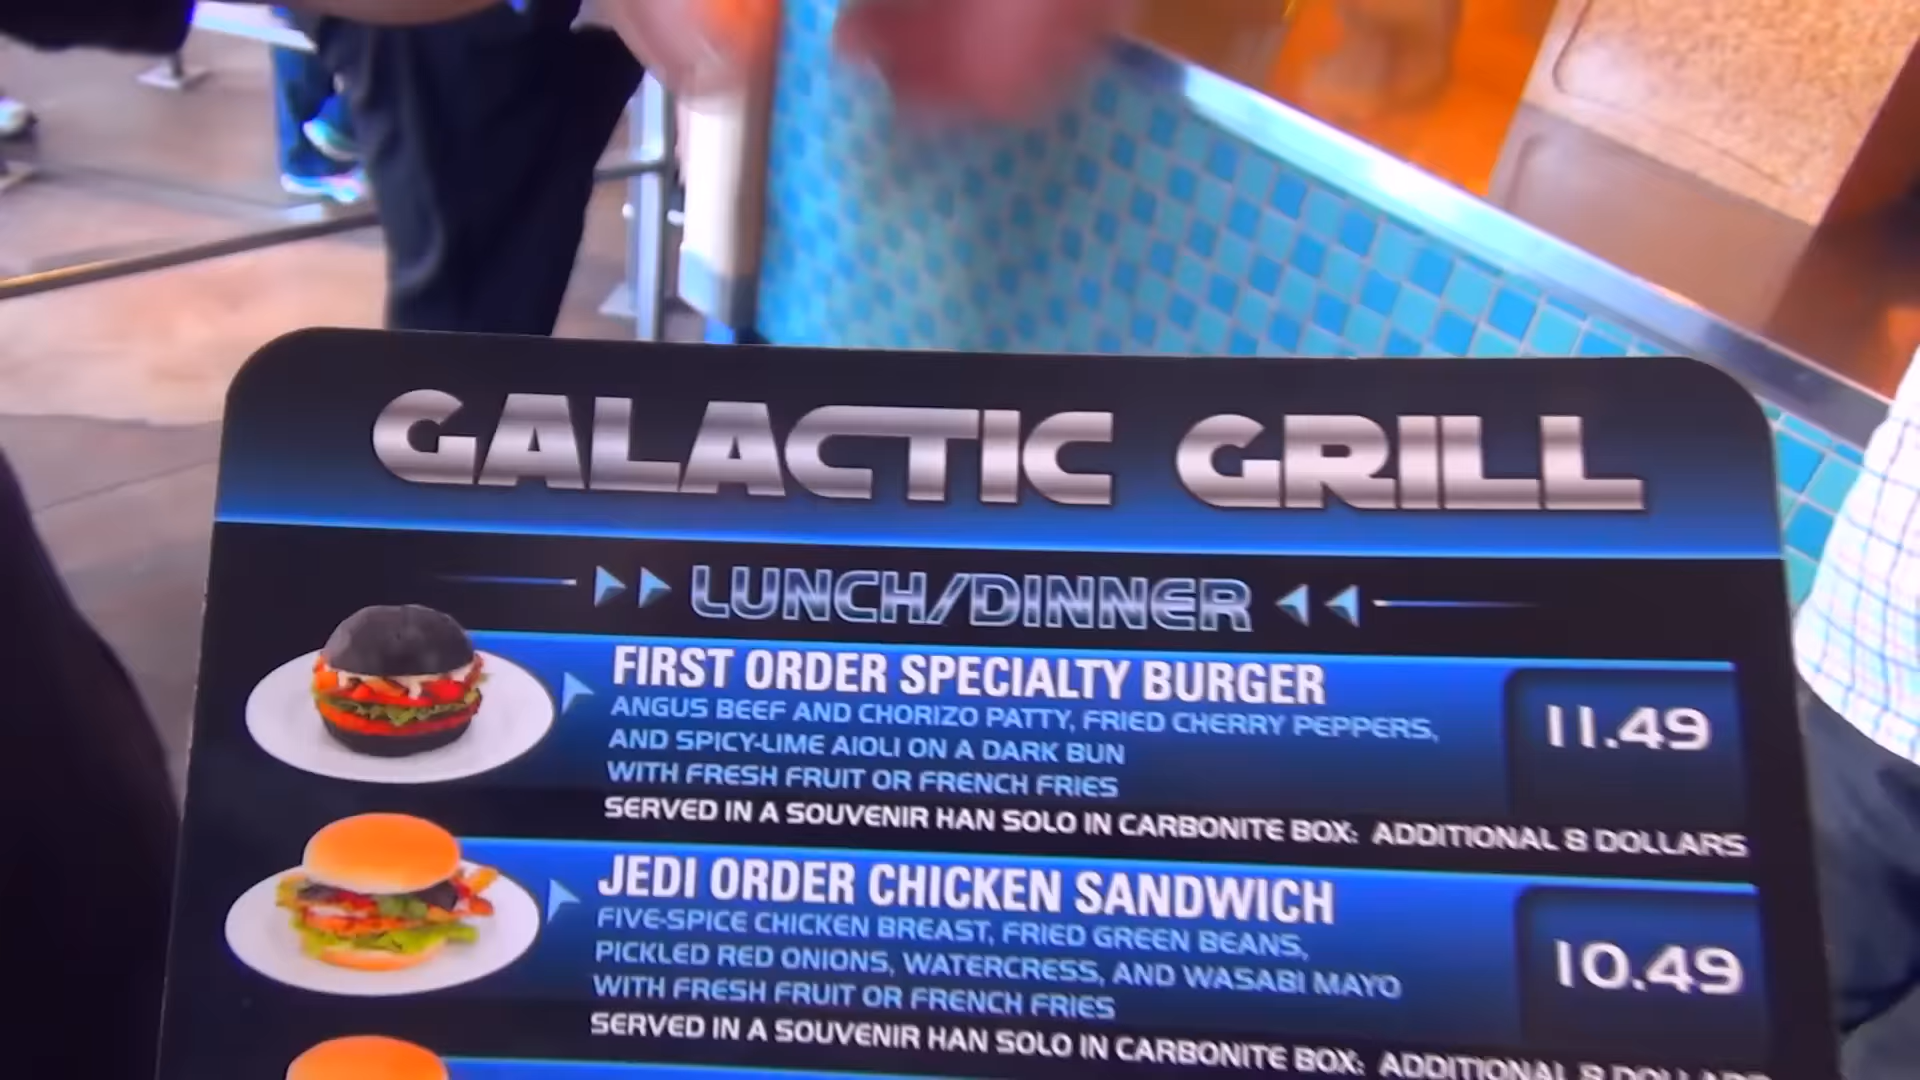 GALACTIC GRILL
LUNCH/DINNER
FIRST ORDER SPECIALTY BURGER
11.49
ANGUS BEEF AND CHORIZO PATTY, FRIED CHERRY PEPPERS,
AND SPICY-LIME AIOLI ON A DARK BUN
WITH FRESH FRUIT OR FRENCH FRIES
SERVED IN A SOUVENIR HAN SOLO IN CARBONITE BOX: ADDITIONAL 8 DOLLARS
JEDI ORDER CHICKEN SANDWICH
10.49
FIVE-SPICE CHICKEN BREAST, FRIED GREEN BEANS,
PICKLED RED ONIONS, WATERCRESS, AND WASABI MAYO
WITH FRESH FRUIT OR FRENCH FRIES
SERVED IN A SOUVENIR HAN SOLO IN CARBONITE BOX: ADDITIONAL 8 DOLLARS